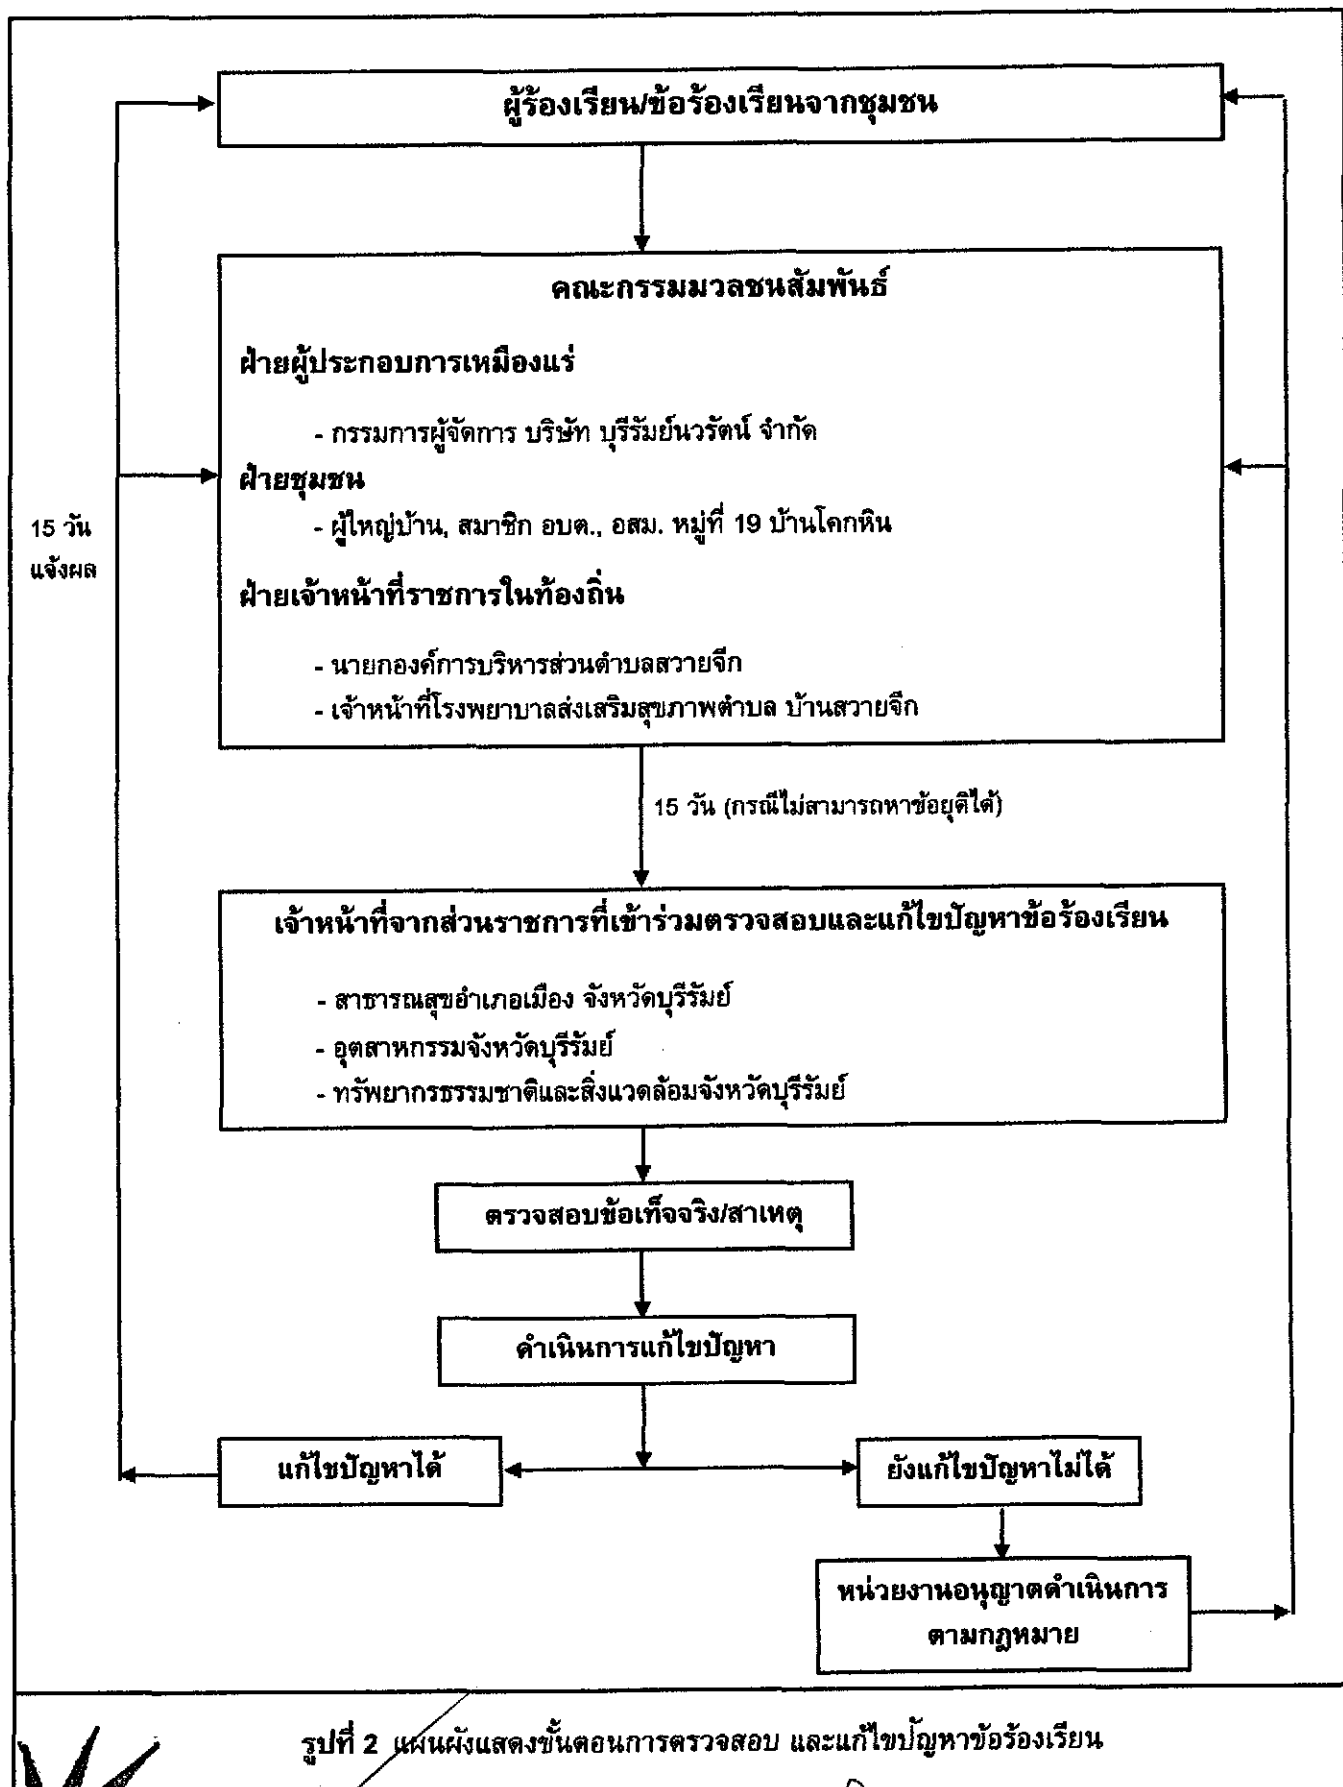 ผู้ร้องเรียน/ข้อร้องเรียนจากชุมชน
คณะกรรมมวลชนสัมพันธ์
ฝ่ายผู้ประกอบการเหมืองแร่
- กรรมการผู้จัดการ บริษัท บุรีรัมย์นวรัตน์ จำกัด
ฝ่ายชุมชน
- ผู้ใหญ่บ้าน, สมาชิก อบต., อสม. หมู่ที่ 19 บ้านโคกหิน
ฝ่ายเจ้าหน้าที่ราชการในท้องถิ่น
- นายกองค์การบริหารส่วนตำบลสวายจีก
- เจ้าหน้าที่โรงพยาบาลส่งเสริมสุขภาพตำบล บ้านสวายจีก
15 วัน
แจ้งผล
15 วัน (กรณีไม่สามารถหาข้อยุติได้)
เจ้าหน้าที่จากส่วนราชการที่เข้าร่วมตรวจสอบและแก้ไขปัญหาข้อร้องเรียน
- สาธารณสุขอำเภอเมือง จังหวัดบุรีรัมย์
- อุตสาหกรรมจังหวัดบุรีรัมย์
- ทรัพยากรธรรมชาติและสิ่งแวดล้อมจังหวัดบุรีรัมย์
ตรวจสอบข้อเท็จจริง/สาเหตุ
ดำเนินการแก้ไขปัญหา
แก้ไขปัญหาได้
ยังแก้ไขปัญหาไม่ได้
หน่วยงานอนุญาตดำเนินการ
ตามกฎหมาย
รูปที่ 2 แผนผังแสดงขั้นตอนการตรวจสอบ และแก้ไขปัญหาข้อร้องเรียน